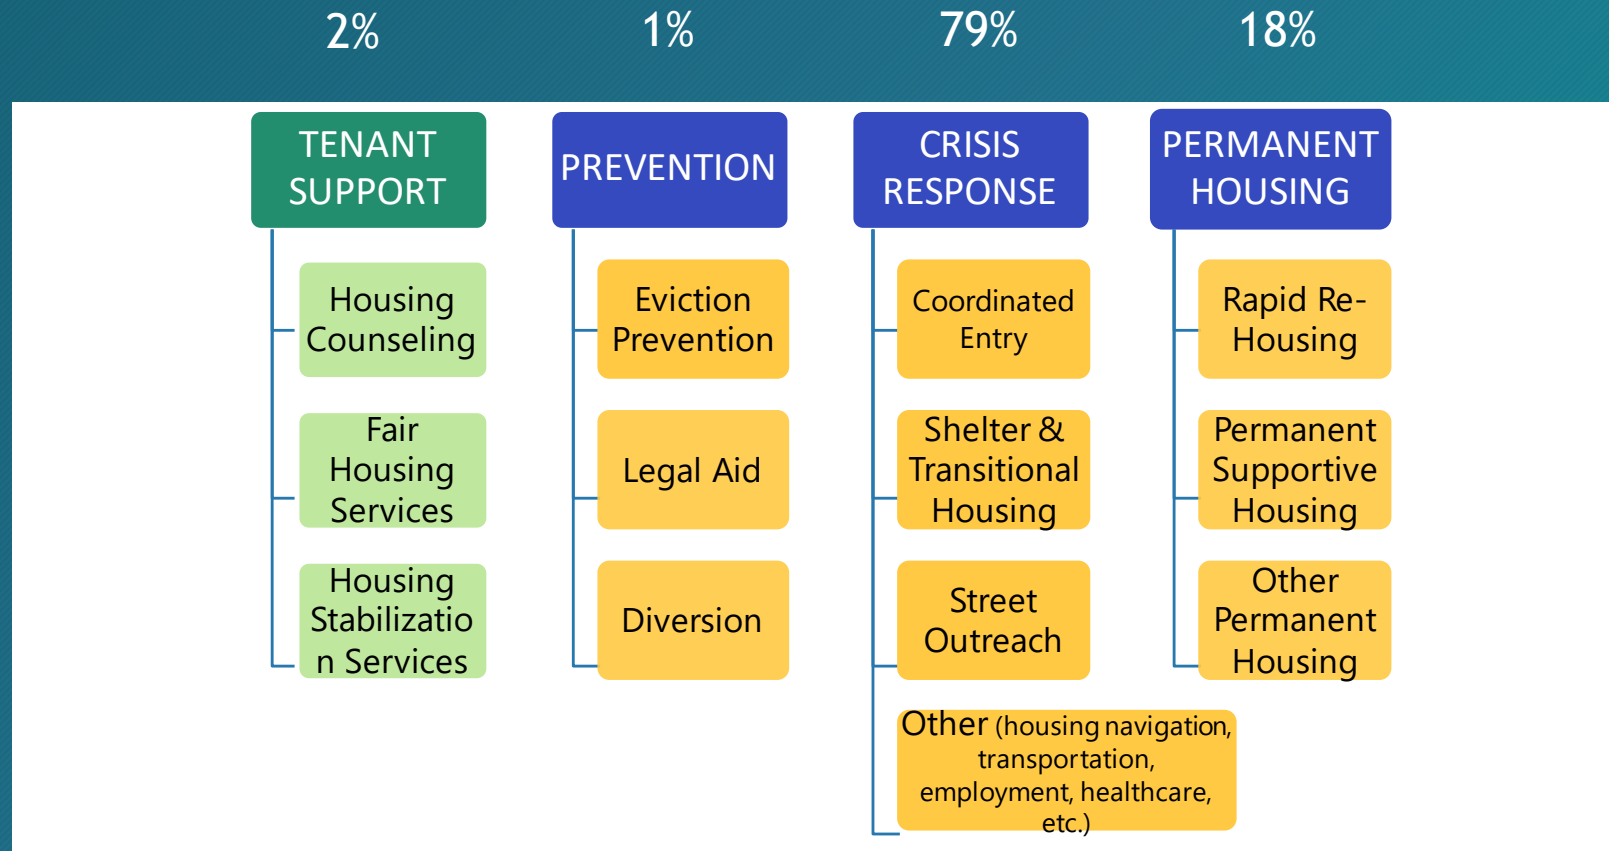 2%
1%
79%
18%
TENANT
SUPPORT
Housing
Counseling
Fair
Housing
Services
Housing
Stabilizatio
n Services
PREVENTION
Eviction
Prevention
Legal Aid
Diversion
CRISIS
RESPONSE
Coordinated
Entry
Shelter &
Transitional
Housing
Street
Outreach
Other (housing navigation,
transportation,
employment, healthcare,
etc.)
PERMANENT
HOUSING
Rapid Re-
Housing
Permanent
Supportive
Housing
Other
Permanent
Housing